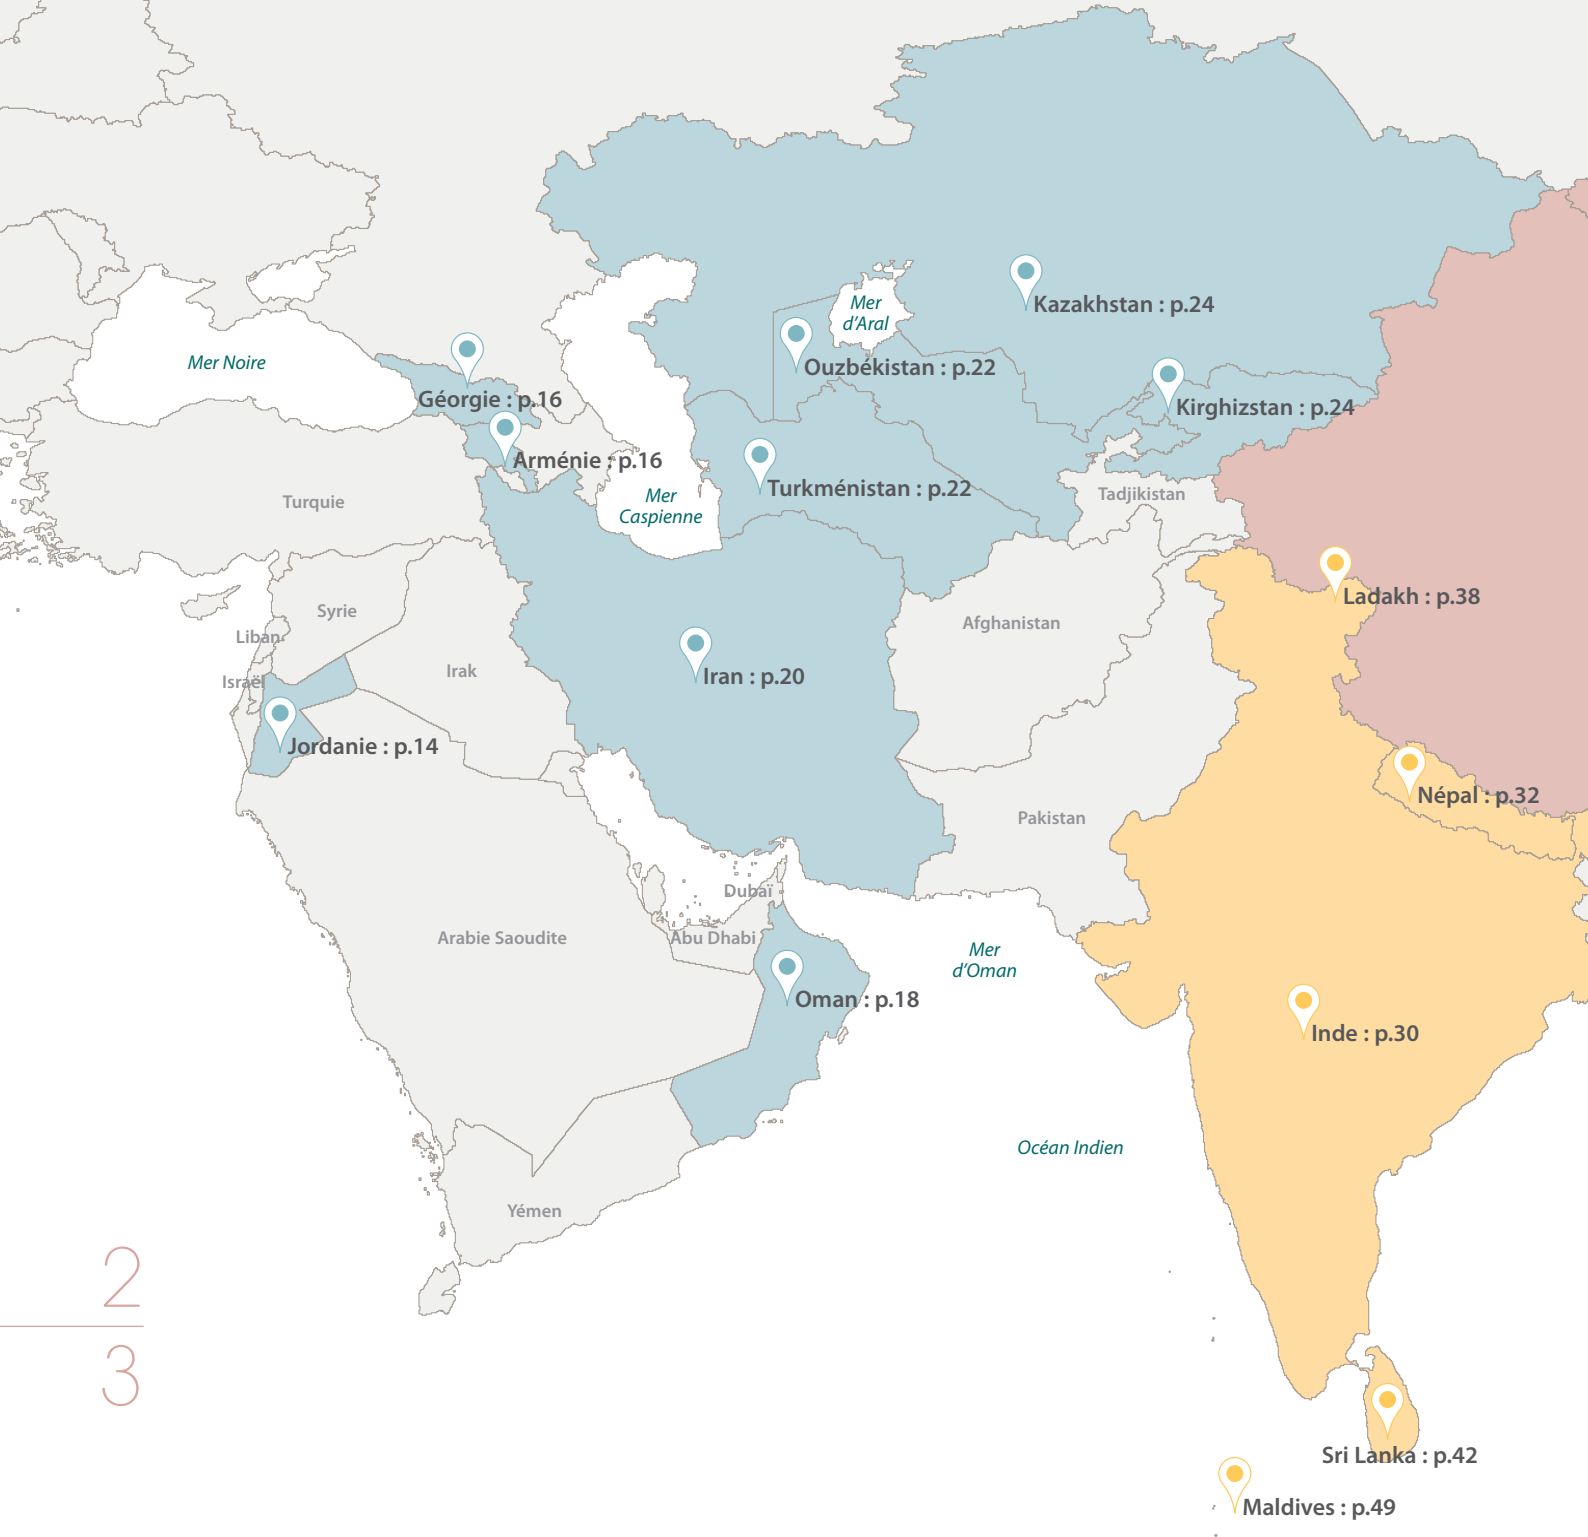 Kazakhstan : p.24
Mer
d'Aral
Mer Noire
Ouzbékistan : p.22
Géorgie : p.16
Kirghizstan : p.24
Arménie : p.16
Turkménistan : p.22
Tadjikistan
Turquie
Mer
Caspienne
Ladakh : p.38
Syrie
Afghanistan
Liban
Irak
Iran : p.20
Israël
Jordanie : p.14
Népal : p.32
Pakistan
Dubaï
Arabie Saoudite
Abu Dhabi
Mer
d'Oman
Oman : p.18
Inde : p.30
Océan Indien
Yémen
2
3
Sri Lanka : p.42
Maldives : p.49